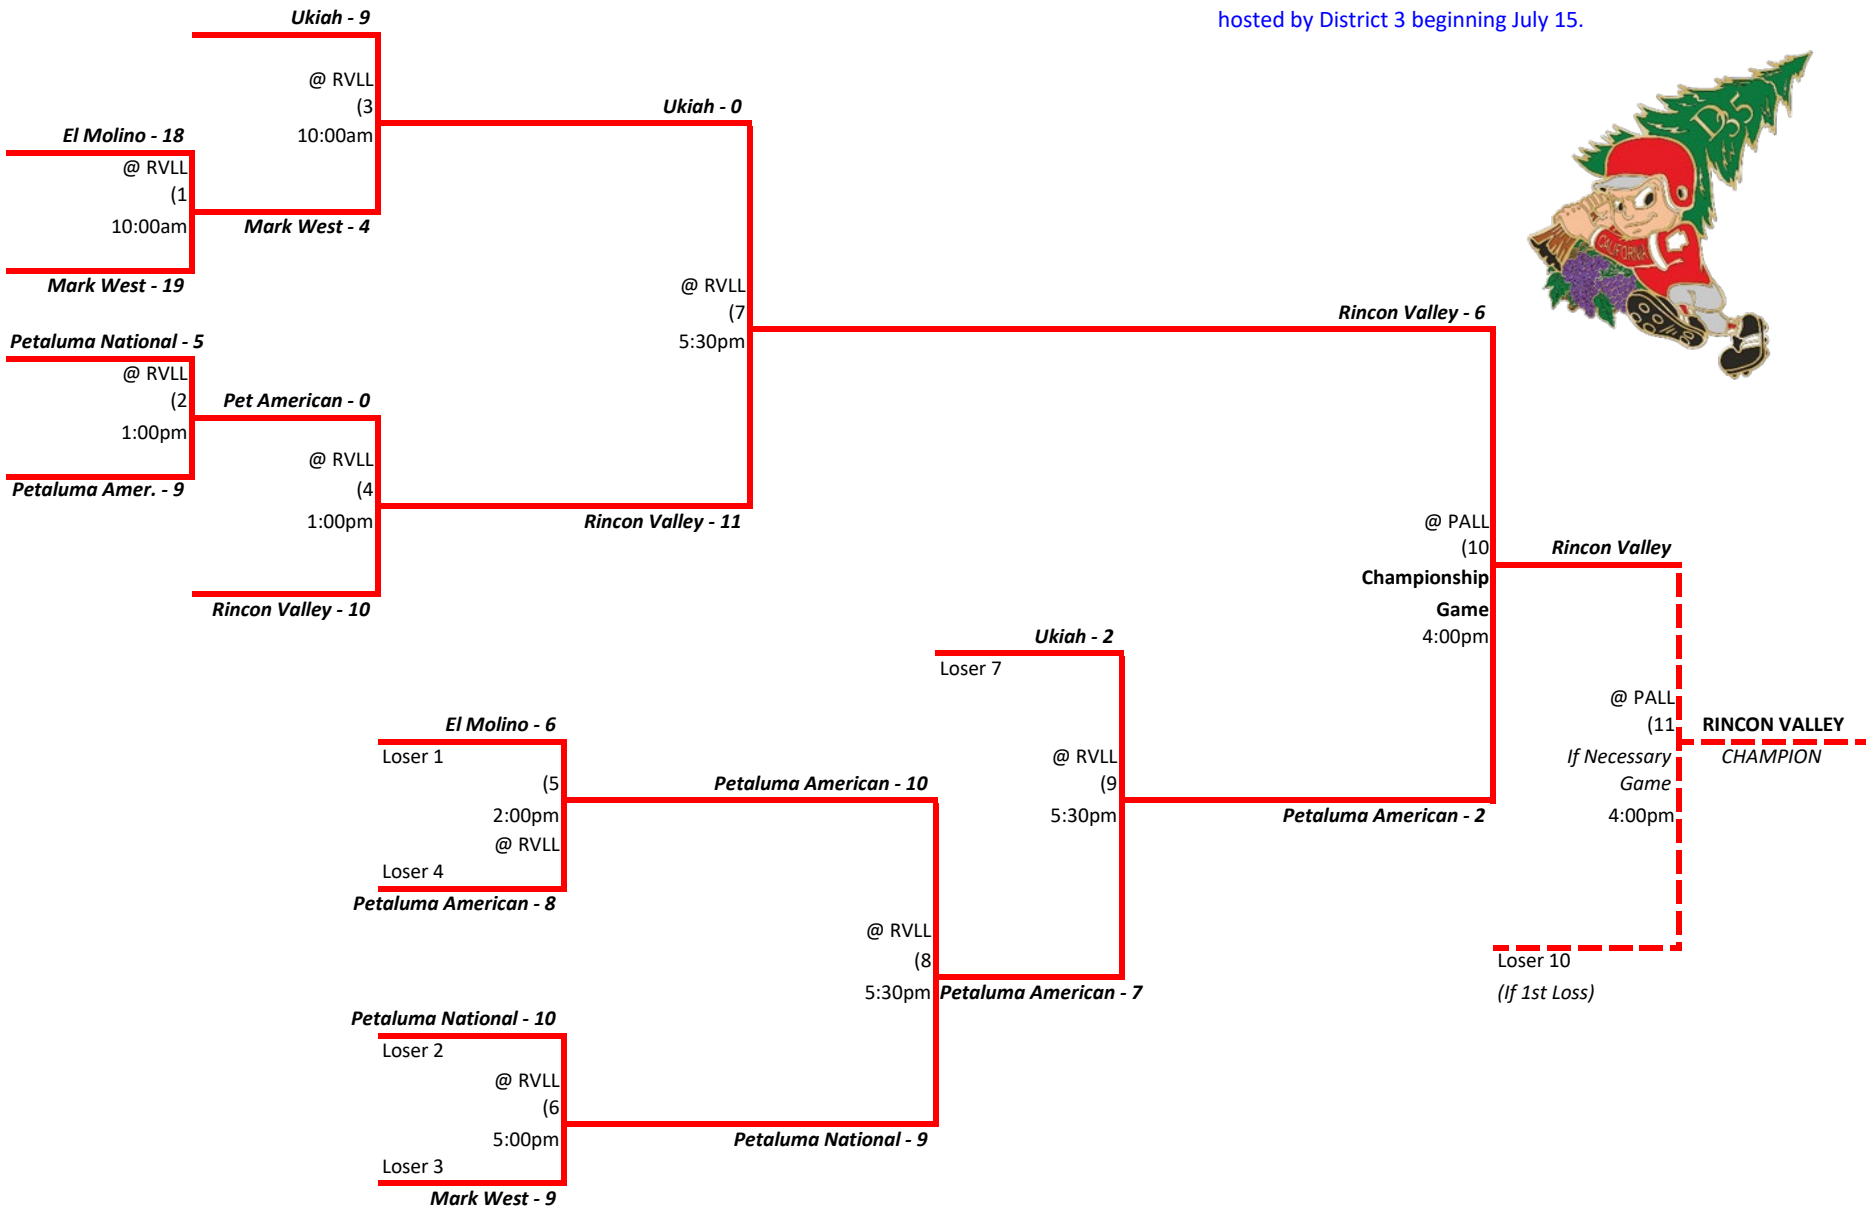 hosted by District 3 beginning July 15.
Ukiah - 9
@ RVLL
(3
10:00am
Ukiah - 0
El Molino - 18
@ RVLL
(1
10:00am
Mark West - 4
Mark West - 19
@ RVLL
(7
5:30pm
Rincon Valley - 6
Petaluma National - 5
@ RVLL
(2
1:00pm
Pet American - 0
Petaluma Amer. - 9
@ RVLL
(4
1:00pm
Rincon Valley - 11
Rincon Valley - 10
@ PALL
(10
Championship
Game
4:00pm
Rincon Valley
Ukiah - 2
Loser 7
@ PALL
(11
If Necessary
Game
4:00pm
RINCON VALLEY
CHAMPION
El Molino - 6
Loser 1
(5
2:00pm
@ RVLL
Loser 4
Petaluma American - 8
Petaluma American - 10
@ RVLL
(9
5:30pm
Petaluma American - 2
@ RVLL
(8
5:30pm
Petaluma American - 7
Loser 10
(If 1st Loss)
Petaluma National - 10
Loser 2
@ RVLL
(6
5:00pm
Loser 3
Mark West - 9
Petaluma National - 9
D35
CALIFORNIA